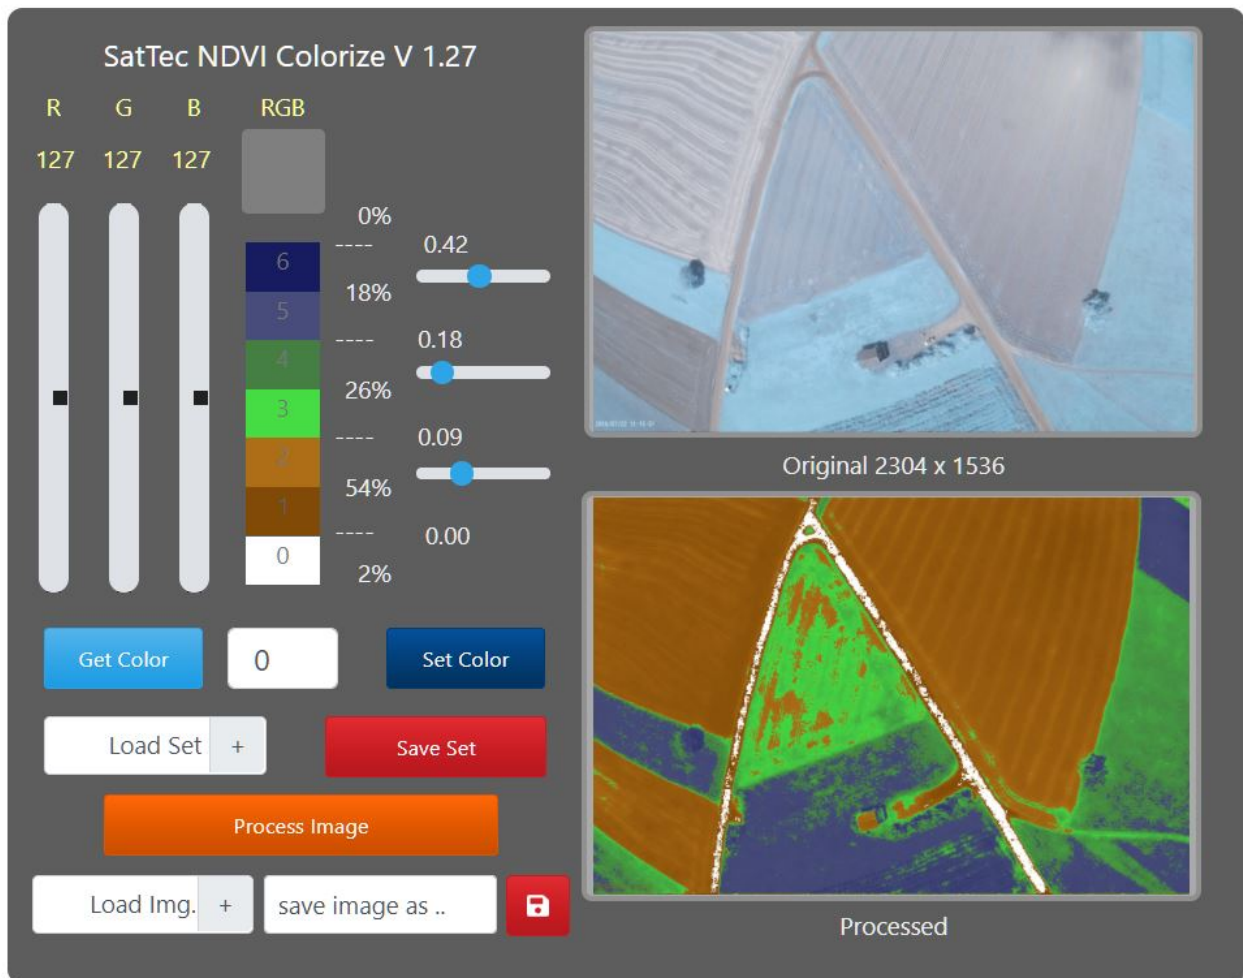 SatTec NDVI Colorize V 1.27
R G B RGB
127 127 127
0%
---- 0.42
6
18%
5
---- 0.18
4
26%
3
---- 0.09
2
54%
1
---- 0.00
0
2%
Get Color 0 Set Color
Load Set + Save Set
Process Image
Load Img. + save image as ..
Original 2304 x 1536
Processed